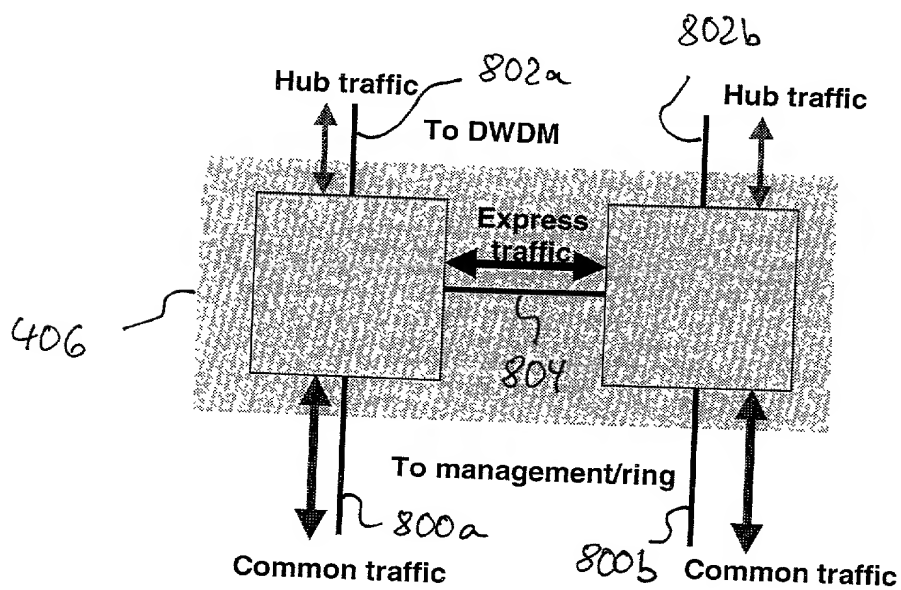 802b
802a
Hub traffic
Hub traffic
To DWDM
Express
traffic
406
804
To management/ring
800a
800b
Common traffic
Common traffic